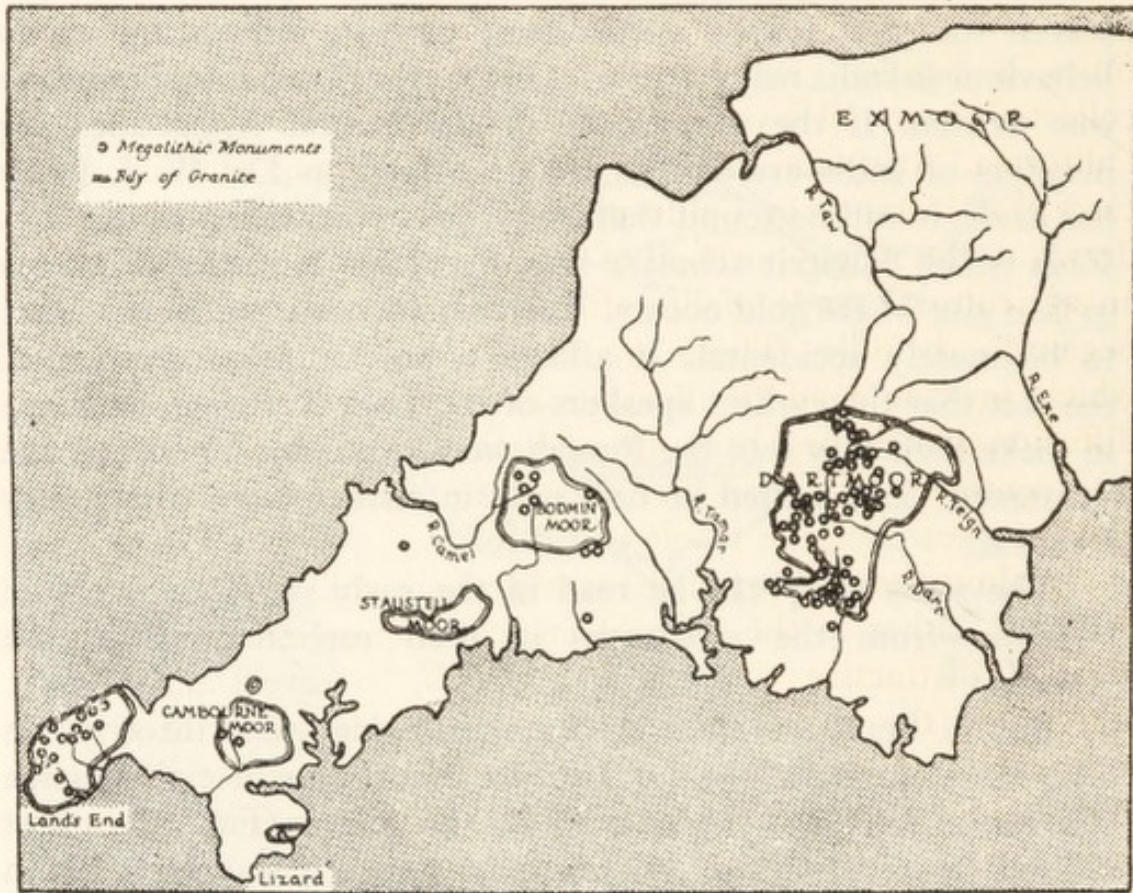 EXMOOR
Megalithic Monuments
Bdy of Granite
R. Taw
R. Exe
DARTMOOR
BODMIN
MOOR
R. Teign
R. Tamar
R. Camel
R. Dart
ST AUSTELL
MOOR
CAMBOURNE
MOOR
Land's End
Lizard